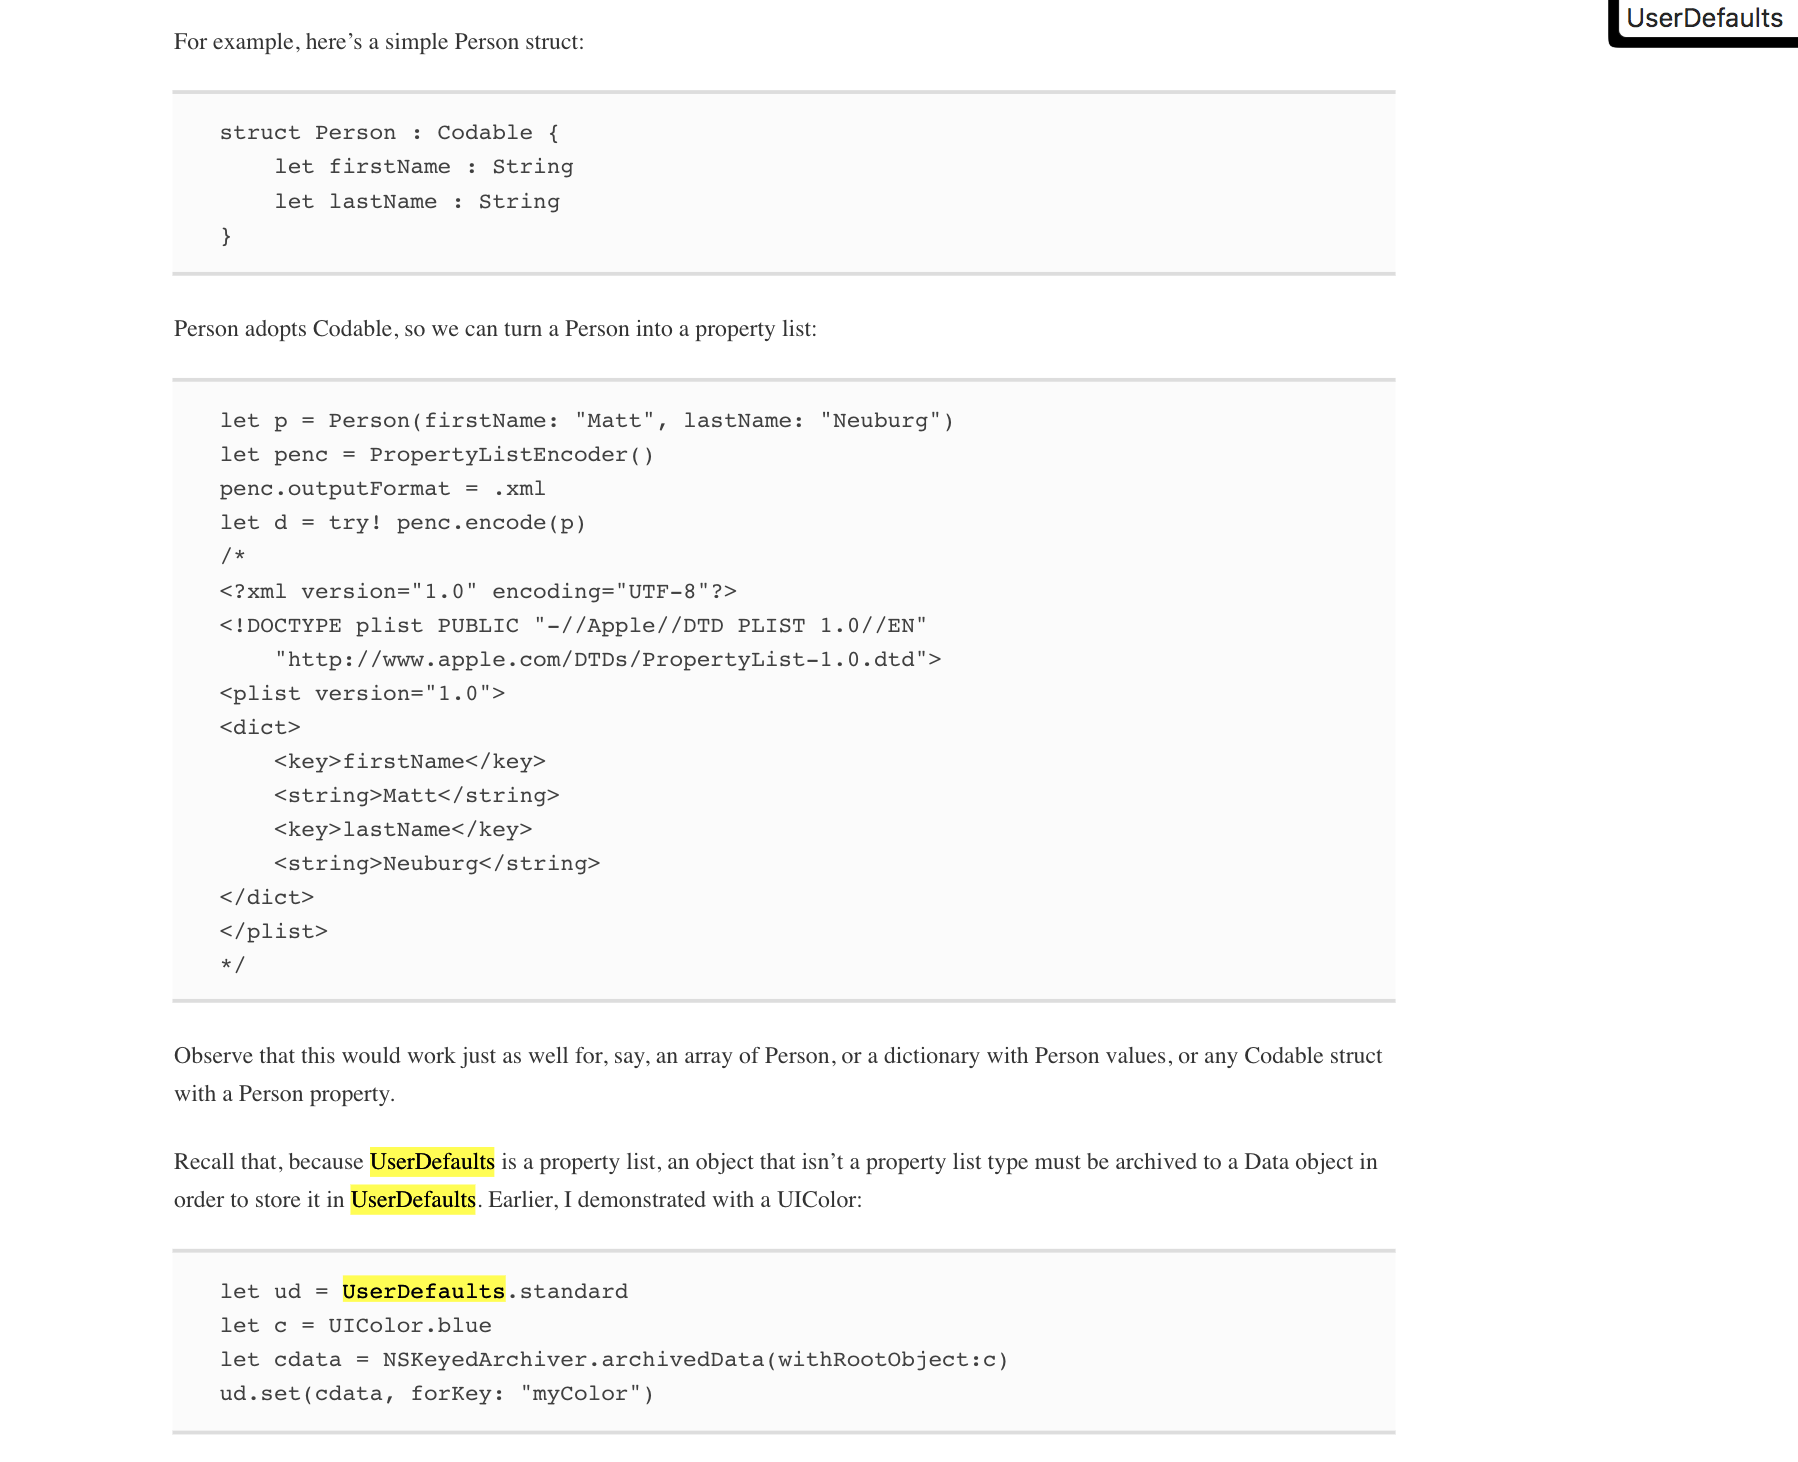 UserDefaults
For example, here’s a simple Person struct:
struct Person : Codable {
    let firstName : String
    let lastName : String
}
Person adopts Codable, so we can turn a Person into a property list:
let p = Person(firstName: "Matt", lastName: "Neuburg")
let penc = PropertyListEncoder()
penc.outputFormat = .xml
let d = try! penc.encode(p)
/*
<?xml version="1.0" encoding="UTF-8"?>
<!DOCTYPE plist PUBLIC "-//Apple//DTD PLIST 1.0//EN"
    "http://www.apple.com/DTDs/PropertyList-1.0.dtd">
<plist version="1.0">
<dict>
    <key>firstName</key>
    <string>Matt</string>
    <key>lastName</key>
    <string>Neuburg</string>
</dict>
</plist>
*/
Observe that this would work just as well for, say, an array of Person, or a dictionary with Person values, or any Codable struct
with a Person property.
Recall that, because UserDefaults is a property list, an object that isn’t a property list type must be archived to a Data object in
order to store it in UserDefaults. Earlier, I demonstrated with a UIColor:
let ud = UserDefaults.standard
let c = UIColor.blue
let cdata = NSKeyedArchiver.archivedData(withRootObject:c)
ud.set(cdata, forKey: "myColor")